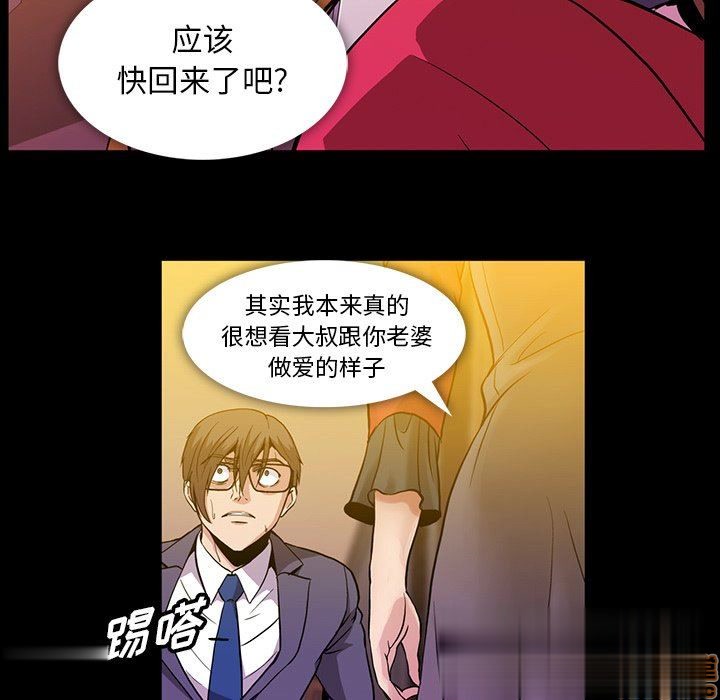 应该
快回来了吧?
其实我本来真的
很想看大叔跟你老婆
做爱的样子
踢嗒